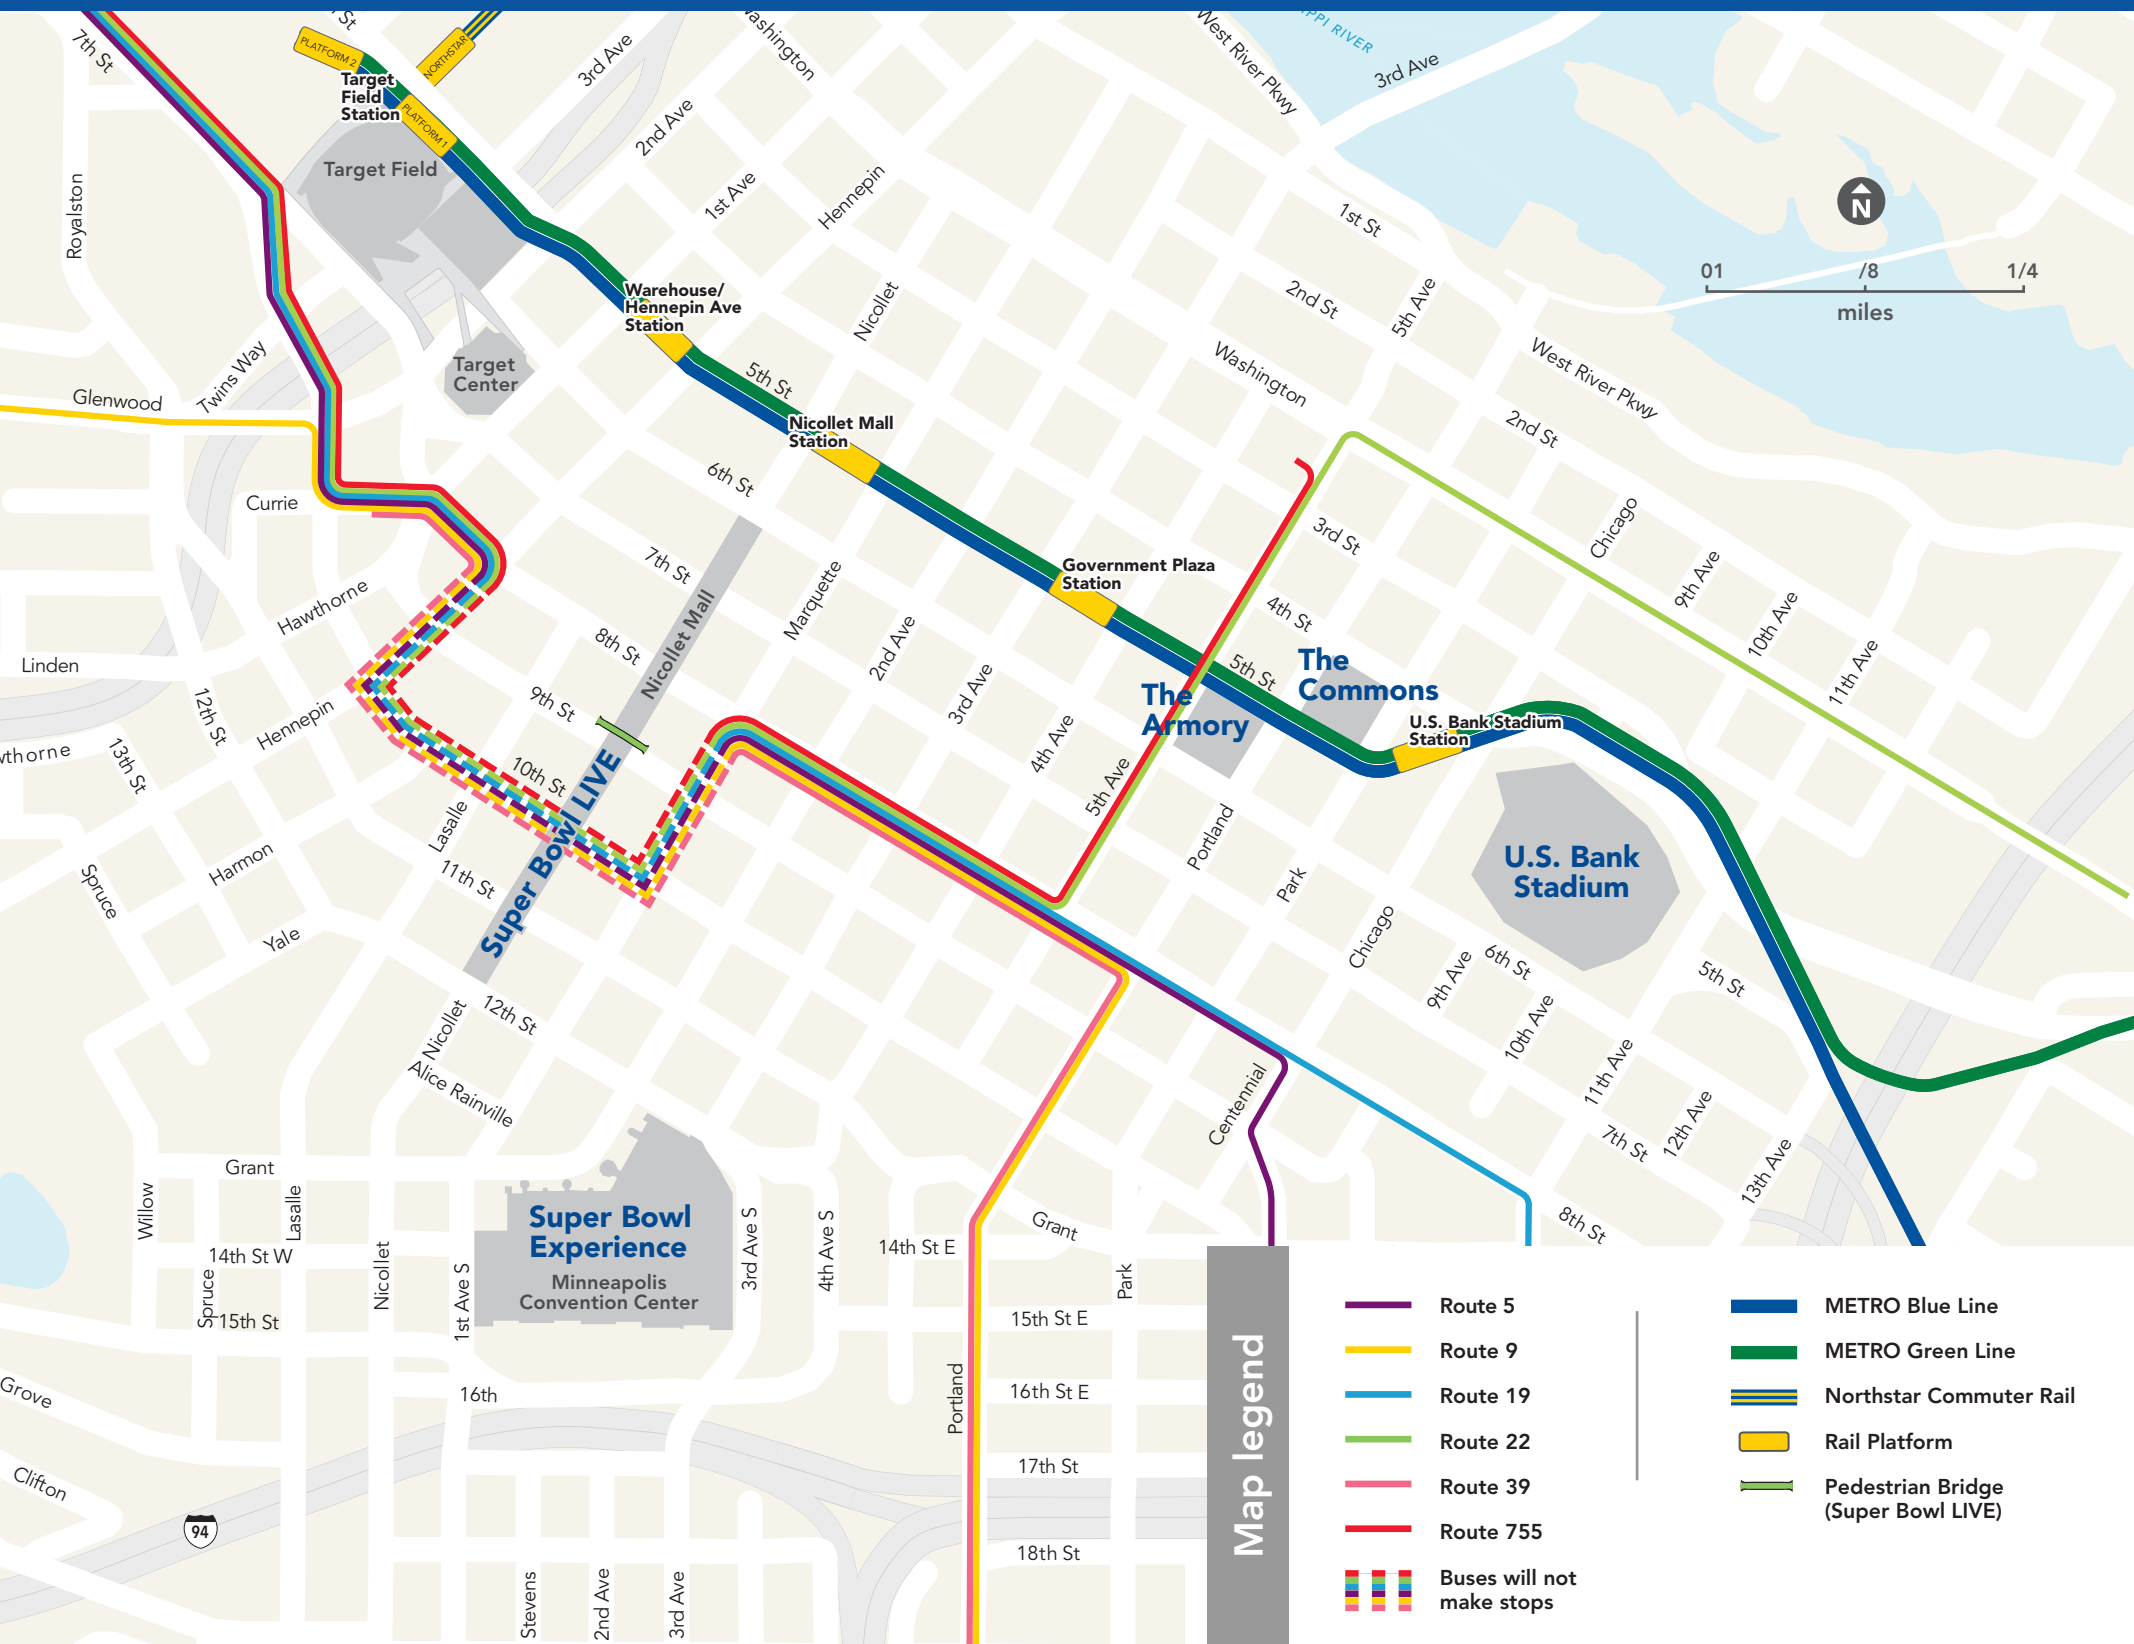 7th St
St
PLATFORM 2
NORTHSTAR
Target
Field
Station
PLATFORM 1
Target Field
3rd Ave
Washington
2nd Ave
1st Ave
Hennepin
West River Pkwy
3rd Ave
Royalston
1st St
N
01 /8 1/4
miles
Warehouse/
Hennepin Ave
Station
Nicollet
2nd St
5th Ave
Washington
West River Pkwy
Target
Center
Twins Way
Glenwood
5th St
Nicollet Mall
Station
2nd St
6th St
Currie
3rd St
Chicago
7th St
Nicollet Mall
Marquette
Government Plaza
Station
9th Ave
Hawthorne
4th St
10th Ave
8th St
2nd Ave
Linden
5th St
The
Commons
11th Ave
12th St
9th St
3rd Ave
The
Armory
Hennepin
U.S. Bank Stadium
Station
13th St
10th St
4th Ave
5th Ave
Super Bowl LIVE
Lasalle
Portland
U.S. Bank
Stadium
Harmon
11th St
Park
Spruce
Chicago
Yale
9th Ave
6th St
5th St
12th St
10th Ave
Nicollet
11th Ave
Alice Rainville
Centennial
12th Ave
7th St
13th Ave
Grant
Willow
Lasalle
Super Bowl
Experience
Minneapolis
Convention Center
3rd Ave S
4th Ave S
14th St E
Grant
8th St
14th St W
Spruce
15th St
Nicollet
1st Ave S
Park
15th St E
Portland
16th St E
16th
Grove
17th St
Clifton
94
18th St
Stevens
2nd Ave
3rd Ave
Map legend
Route 5
Route 9
Route 19
Route 22
Route 39
Route 755
Buses will not
make stops
METRO Blue Line
METRO Green Line
Northstar Commuter Rail
Rail Platform
Pedestrian Bridge
(Super Bowl LIVE)